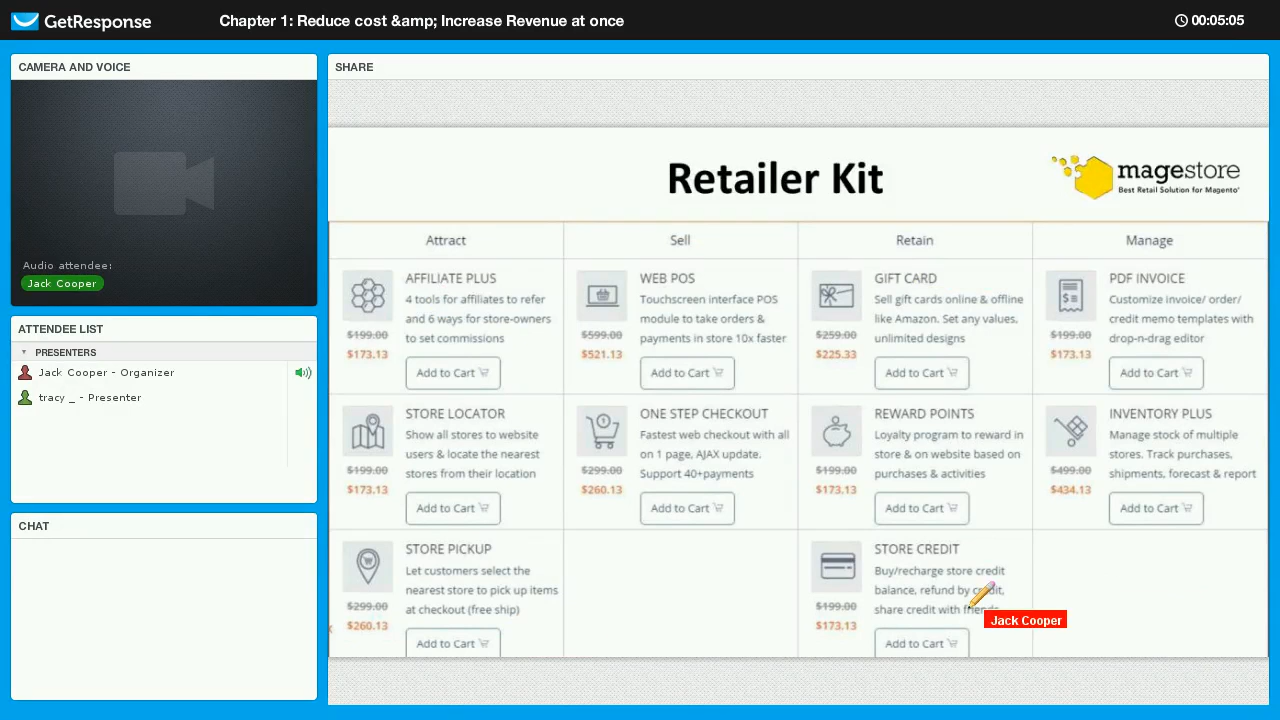 GetResponse
Chapter 1: Reduce cost &amp; Increase Revenue at once
00:05:05
CAMERA AND VOICE
Audio attendee:
Jack Cooper
ATTENDEE LIST
PRESENTERS
Jack Cooper - Organizer
tracy _ - Presenter
CHAT
SHARE
Retailer Kit
magestore
Best Retail Solution for Magento
Attract
Sell
Retain
Manage
AFFILIATE PLUS
4 tools for affiliates to refer
and 6 ways for store-owners
to set commissions
$199.00
$173.13
Add to Cart
WEB POS
Touchscreen interface POS
module to take orders &
payments in store 10x faster
$599.00
$521.13
Add to Cart
GIFT CARD
Sell gift cards online & offline
like Amazon. Set any values,
unlimited designs
$259.00
$225.33
Add to Cart
PDF INVOICE
Customize invoice/ order/
credit memo templates with
drop-n-drag editor
$199.00
$173.13
Add to Cart
STORE LOCATOR
Show all stores to website
users & locate the nearest
stores from their location
$199.00
$173.13
Add to Cart
ONE STEP CHECKOUT
Fastest web checkout with all
on 1 page, AJAX update.
Support 40+payments
$299.00
$260.13
Add to Cart
REWARD POINTS
Loyalty program to reward in
store & on website based on
purchases & activities
$199.00
$173.13
Add to Cart
INVENTORY PLUS
Manage stock of multiple
stores. Track purchases,
shipments, forecast & report
$499.00
$434.13
Add to Cart
STORE PICKUP
Let customers select the
nearest store to pick up items
at checkout (free ship)
$299.00
$260.13
Add to Cart
STORE CREDIT
Buy/recharge store credit
balance, refund by credit,
share credit with friends
$199.00
$173.13
Add to Cart
Jack Cooper